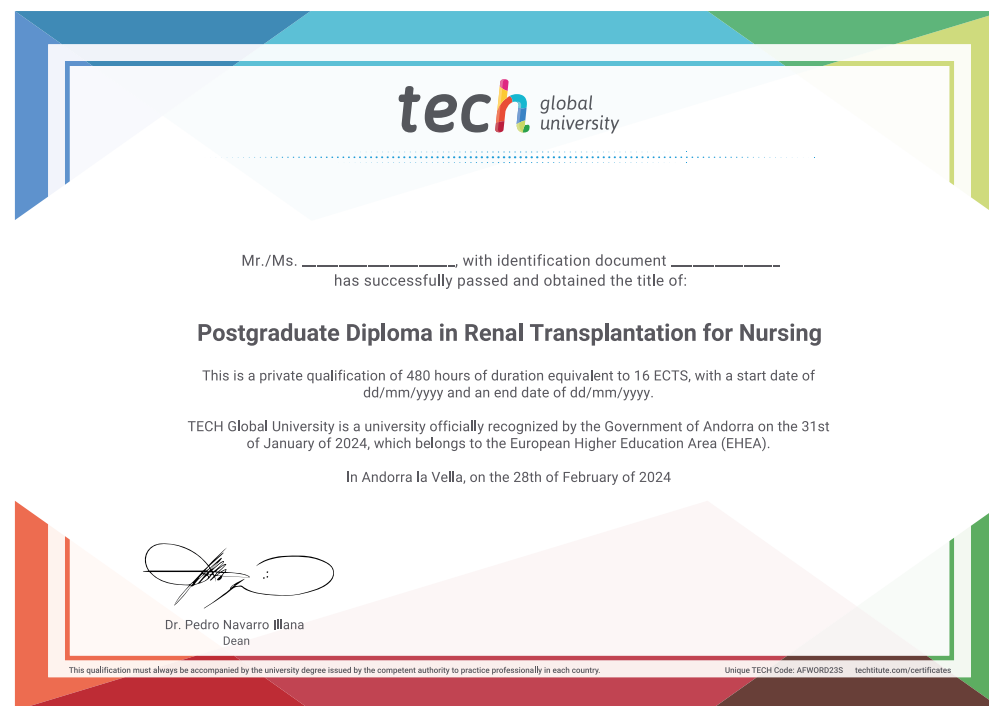 tech global university
Mr./Ms. ____________________, with identification document ______________
has successfully passed and obtained the title of:
Postgraduate Diploma in Renal Transplantation for Nursing
This is a private qualification of 480 hours of duration equivalent to 16 ECTS, with a start date of
dd/mm/yyyy and an end date of dd/mm/yyyy.
TECH Global University is a university officially recognized by the Government of Andorra on the 31st
of January of 2024, which belongs to the European Higher Education Area (EHEA).
In Andorra la Vella, on the 28th of February of 2024
Dr. Pedro Navarro Illana
Dean
This qualification must always be accompanied by the university degree issued by the competent authority to practice professionally in each country.
Unique TECH Code: AFWORD23S techtitute.com/certificates